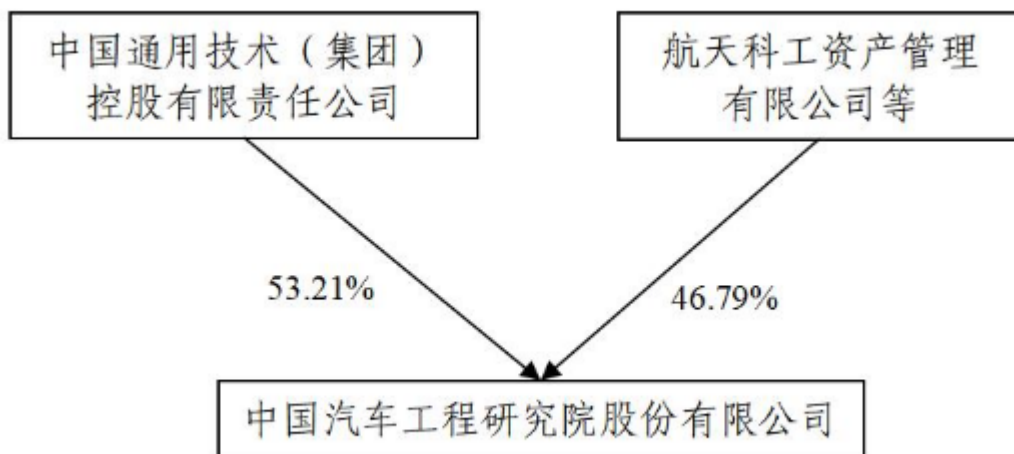 中国通用技术（集团）
控股有限责任公司
航天科工资产管理
有限公司等
53.21%
46.79%
中国汽车工程研究院股份有限公司